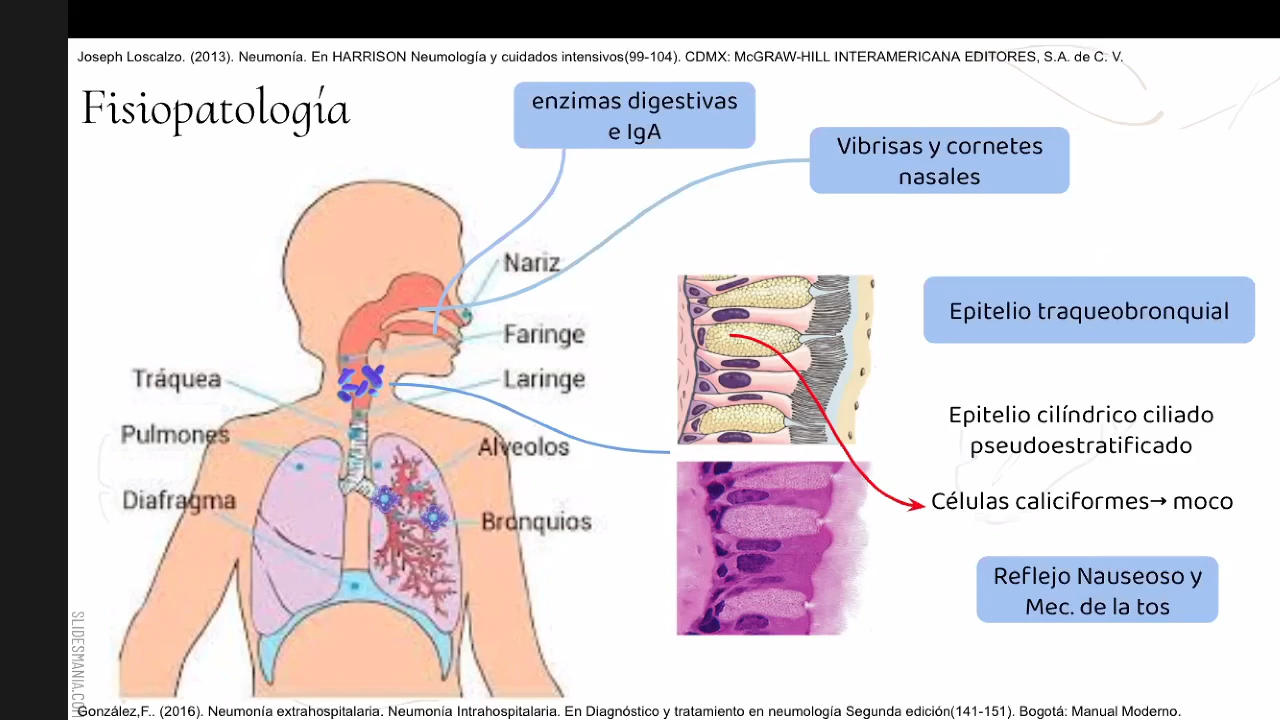 Joseph Loscalzo. (2013). Neumonía. En HARRISON Neumología y cuidados intensivos(99-104). CDMX: McGRAW-HILL INTERAMERICANA EDITORES, S.A. de C. V.
Fisiopatología
enzimas digestivas
e IgA
Vibrisas y cornetes
nasales
Nariz
Faringe
Tráquea
Laringe
Pulmones
Alveolos
Diafragma
Bronquios
Epitelio traqueobronquial
Epitelio cilíndrico ciliado
pseudoestratificado
Células caliciformes→ moco
Reflejo Nauseoso y
Mec. de la tos
SLIDESMANIA.CO
González,F.. (2016). Neumonía extrahospitalaria. Neumonía Intrahospitalaria. En Diagnóstico y tratamiento en neumología Segunda edición(141-151). Bogotá: Manual Moderno.